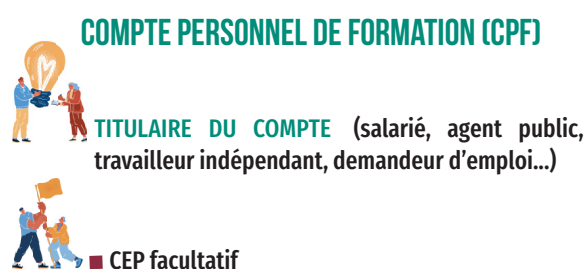 COMPTE PERSONNEL DE FORMATION (CPF)
TITULAIRE DU COMPTE (salarié, agent public,
travailleur indépendant, demandeur d’emploi...)
■ CEP facultatif